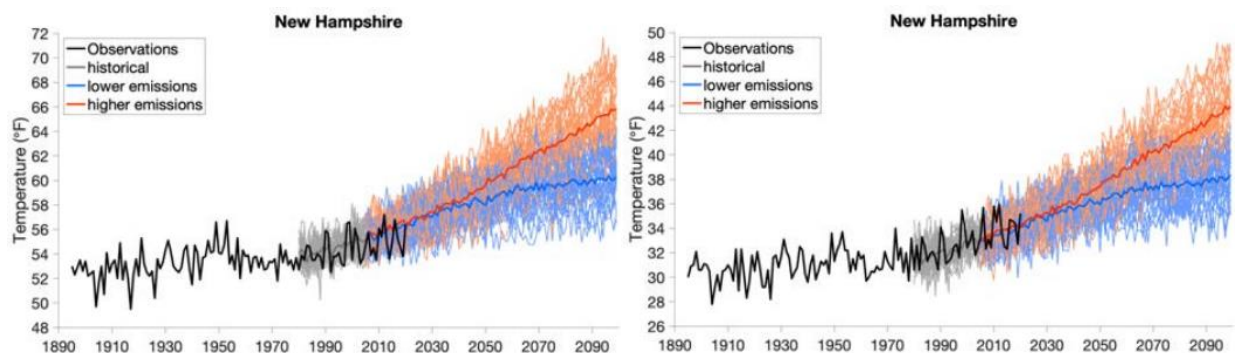 New Hampshire
72
70
68
66
64
62
60
58
56
54
52
50
48
Temperature (°F)
Observations
historical
lower emissions
higher emissions
1890 1910 1930 1950 1970 1990 2010 2030 2050 2070 2090
New Hampshire
50
48
46
44
42
40
38
36
34
32
30
28
26
Temperature (°F)
Observations
historical
lower emissions
higher emissions
1890 1910 1930 1950 1970 1990 2010 2030 2050 2070 2090